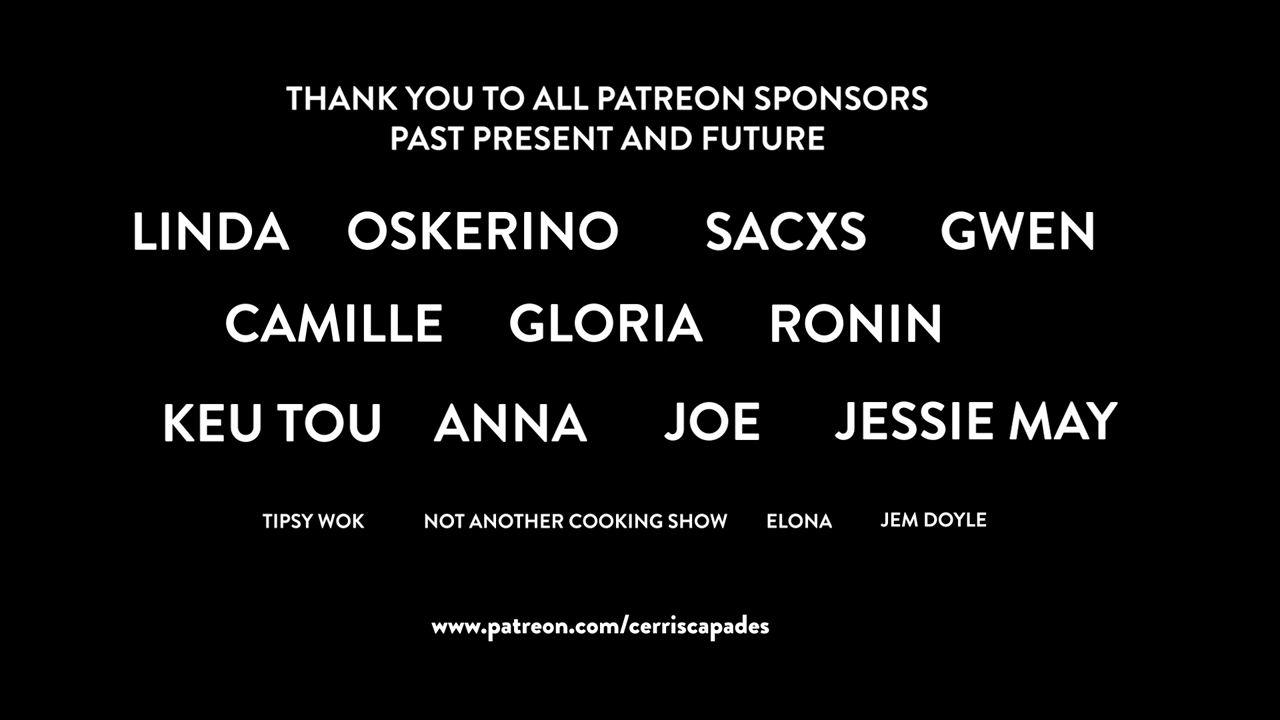 THANK YOU TO ALL PATREON SPONSORS
PAST PRESENT AND FUTURE
LINDA OSKERINO SACXS GWEN
CAMILLE GLORIA RONIN
KEU TOU ANNA JOE JESSIE MAY
TIPSY WOK NOT ANOTHER COOKING SHOW ELONA JEM DOYLE
www.patreon.com/cerriscapades